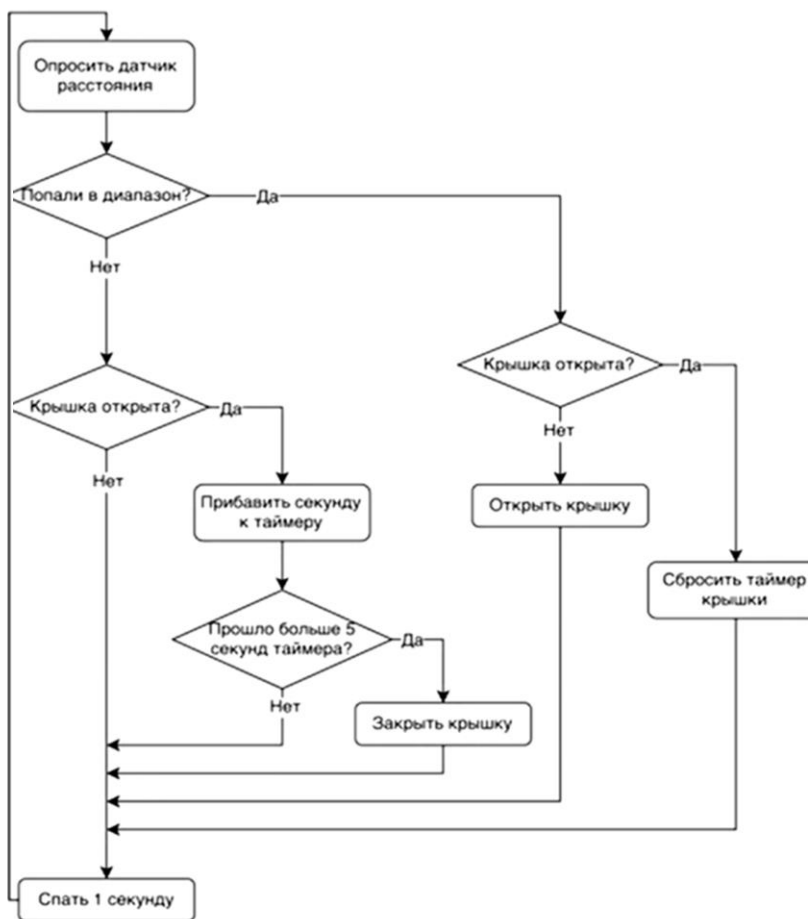 Опросить датчик
расстояния
Попали в диапазон?
Да
Нет
Крышка открыта?
Да
Нет
Крышка открыта?
Да
Нет
Прибавить секунду
к таймеру
Открыть крышку
Сбросить таймер
крышки
Прошло больше 5
секунд таймера?
Да
Нет
Закрыть крышку
Спать 1 секунду